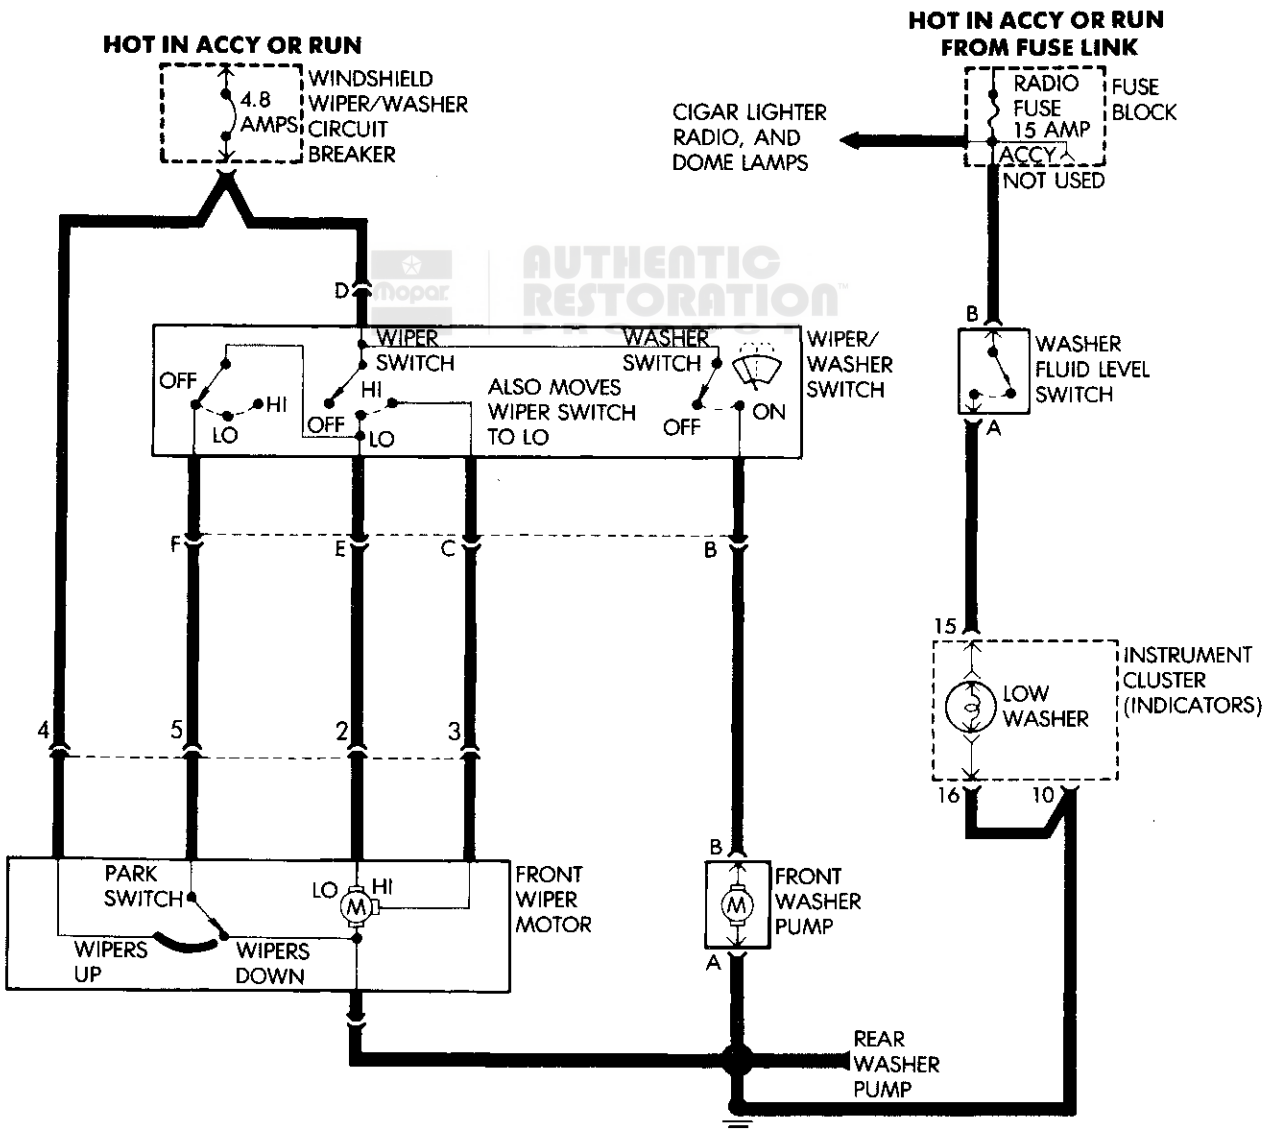 HOT IN ACCY OR RUN
HOT IN ACCY OR RUN
FROM FUSE LINK
4.8
AMPS
WINDSHIELD
WIPER/WASHER
CIRCUIT
BREAKER
CIGAR LIGHTER
RADIO, AND
DOME LAMPS
RADIO
FUSE
15 AMP
ACCY
NOT USED
FUSE
BLOCK
Mopar
AUTHENTIC
RESTORATION™
D
B
WIPER
SWITCH
WASHER
SWITCH
WIPER/
WASHER
SWITCH
OFF
HI
LO
HI
OFF
LO
ALSO MOVES
WIPER SWITCH
TO LO
OFF
ON
WASHER
FLUID LEVEL
SWITCH
A
F
E
C
B
15
LOW
WASHER
INSTRUMENT
CLUSTER
(INDICATORS)
4
5
2
3
16
10
PARK
SWITCH
LO
HI
M
WIPERS
UP
WIPERS
DOWN
FRONT
WIPER
MOTOR
B
M
FRONT
WASHER
PUMP
A
REAR
WASHER
PUMP